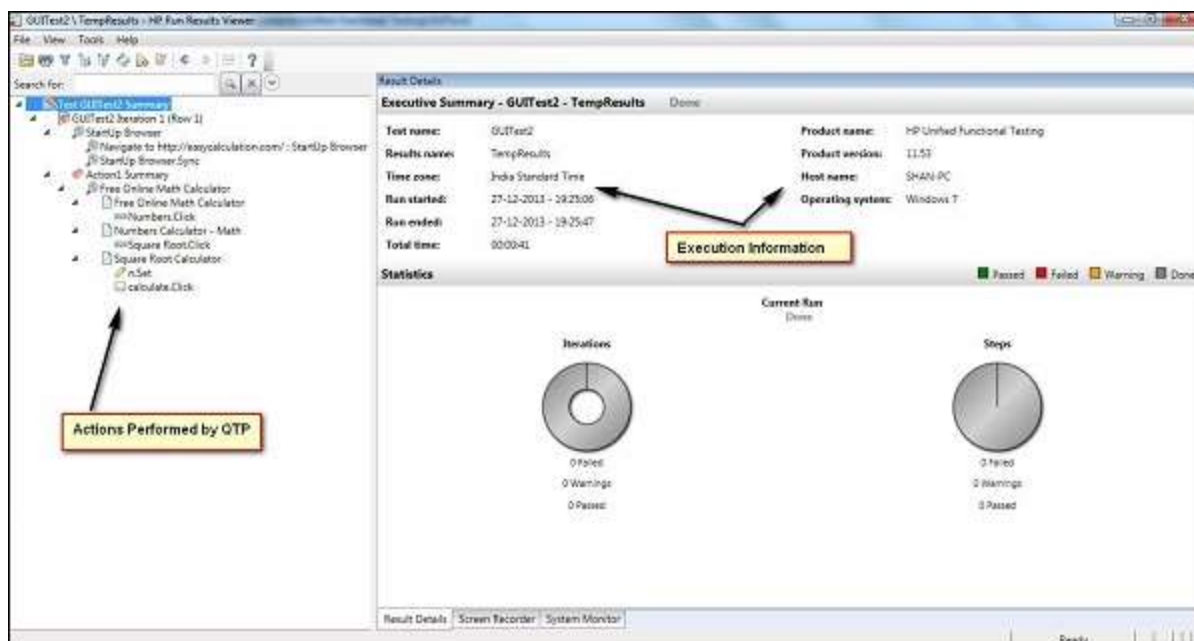 GUITest2 \ TempResults - HP Run Results Viewer
File View Tools Help
Search for:
Test GUITest2 Summary
GUITest2 Iteration 1 (Row 1)
StartUp Browser
Navigate to http://easycalculation.com/ : StartUp Browser
StartUp Browser.Sync
Action1 Summary
Free Online Math Calculator
Free Online Math Calculator
Numbers.Click
Numbers Calculator - Math
Square Root.Click
Square Root Calculator
n.Set
calculate.Click
Actions Performed by QTP
Result Details
Executive Summary - GUITest2 - TempResults Done
Test name: GUITest2 Product name: HP Unified Functional Testing
Results name: TempResults Product version: 11.53
Time zone: India Standard Time Host name: SHAN-PC
Run started: 27-12-2013 - 19:25:06 Operating system: Windows 7
Run ended: 27-12-2013 - 19:25:47
Total time: 00:00:41
Execution Information
Statistics Passed Failed Warning Done
Current Run
Done
Iterations Steps
0 Failed 0 Failed
0 Warnings 0 Warnings
0 Passed 0 Passed
Result Details Screen Recorder System Monitor
Ready